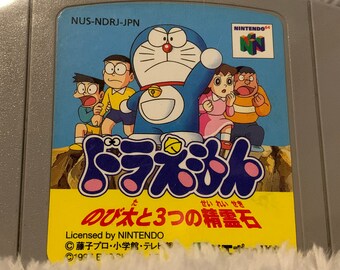 NUS-NDRJ-JPN
NINTENDO 64
ドラえもん
のび太と3つの精霊石
た
せい れい せき
Licensed by NINTENDO
© 藤子プロ・小学館・テレビ